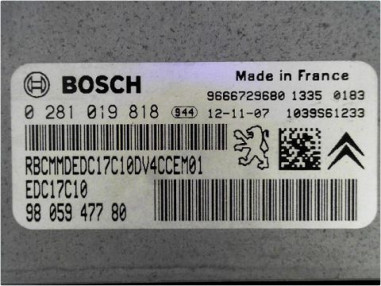 BOSCH Made in France
9666729680 1335 0183
0 281 019 818 944 12-11-07 1039S61233
RBCMMDEDC17C10DV4CCEM01
EDC17C10
98 059 477 80